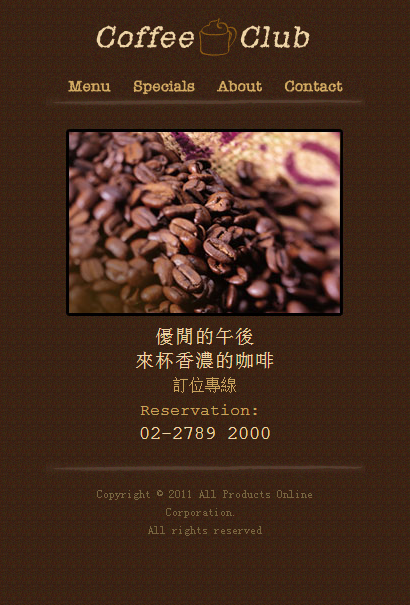 Coffee Club
Menu Specials About Contact
優閒的午後
來杯香濃的咖啡
訂位專線
Reservation:
02-2789 2000
Copyright © 2011 All Products Online
Corporation.
All rights reserved